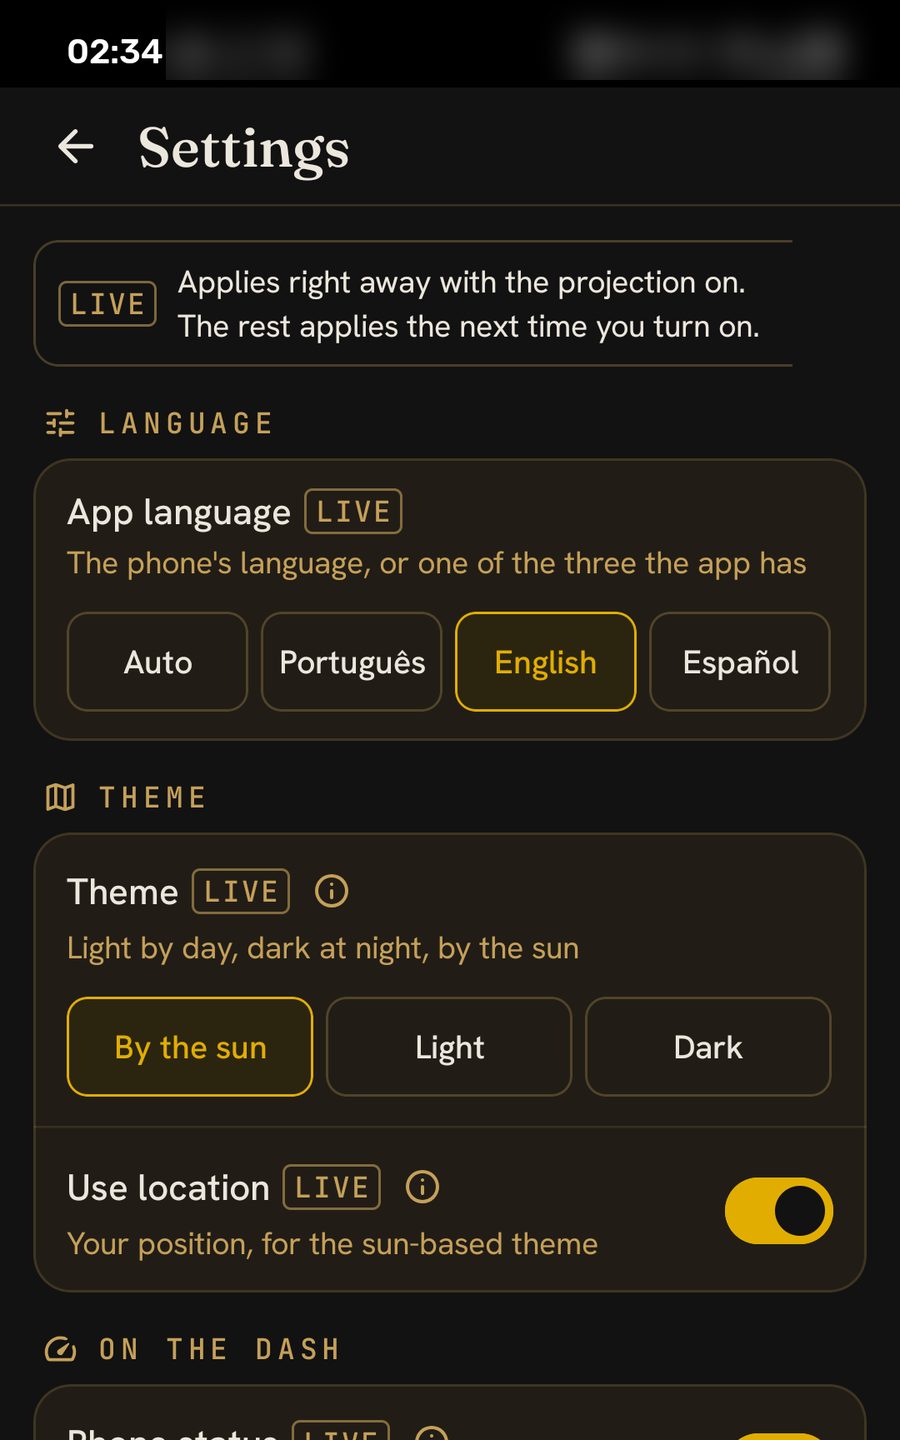 02:34
Settings
LIVE
Applies right away with the projection on.
The rest applies the next time you turn on.
LANGUAGE
App language LIVE
The phone's language, or one of the three the app has
Auto Português English Español
THEME
Theme LIVE
Light by day, dark at night, by the sun
By the sun Light Dark
Use location LIVE
Your position, for the sun-based theme
ON THE DASH
Phone status LIVE